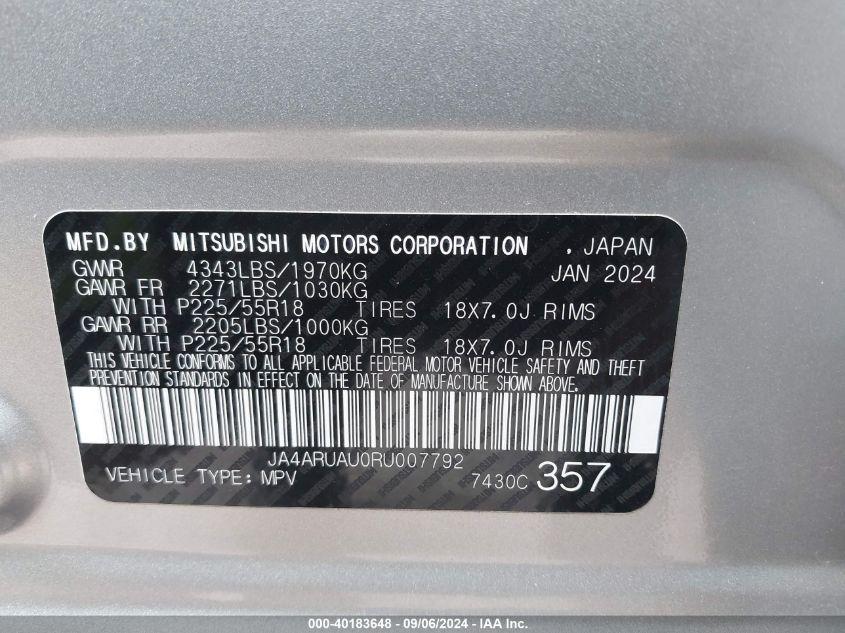 MFD.BY MITSUBISHI MOTORS CORPORATION , JAPAN
GVWR 4343LBS/1970KG JAN 2024
GAWR FR 2271LBS/1030KG
WITH P225/55R18 TIRES 18X7.0J RIMS
GAWR RR 2205LBS/1000KG
WITH P225/55R18 TIRES 18X7.0J RIMS
THIS VEHICLE CONFORMS TO ALL APPLICABLE FEDERAL MOTOR VEHICLE SAFETY AND THEFT
PREVENTION STANDARDS IN EFFECT ON THE DATE OF MANUFACTURE SHOWN ABOVE.
JA4ARUAU0RU007792
VEHICLE TYPE: MPV 7430C 357
000-40183648 - 09/06/2024 - IAA Inc.